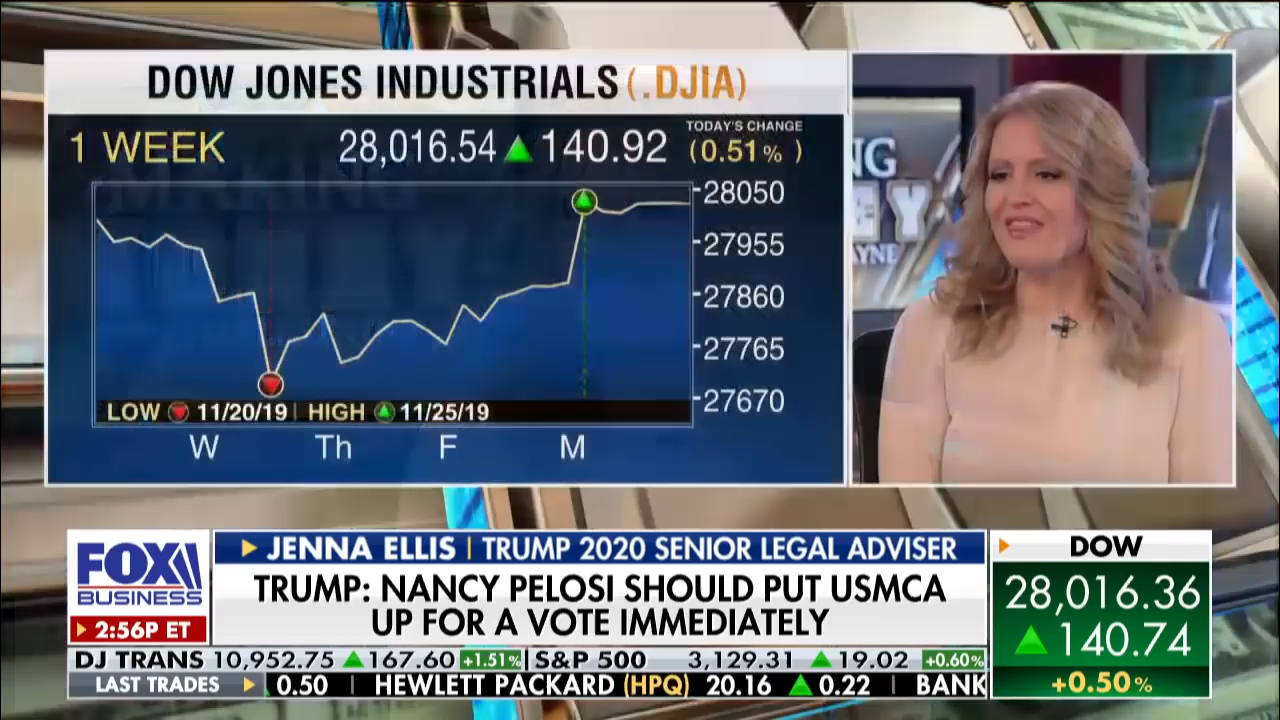 DOW JONES INDUSTRIALS (.DJIA)
1 WEEK 28,016.54 ▲ 140.92 TODAY'S CHANGE (0.51%)
28050
27955
27860
27765
27670
LOW 11/20/19 | HIGH 11/25/19
W Th F M
NG
EY
AYNE
FOX BUSINESS
2:56P ET
JENNA ELLIS | TRUMP 2020 SENIOR LEGAL ADVISER
TRUMP: NANCY PELOSI SHOULD PUT USMCA
UP FOR A VOTE IMMEDIATELY
DOW
28,016.36
▲ 140.74
+0.50%
DJ TRANS 10,952.75 ▲ 167.60 +1.51% | S&P 500 3,129.31 ▲ 19.02 +0.60%
LAST TRADES 0.50 | HEWLETT PACKARD (HPQ) 20.16 ▲ 0.22 | BANK